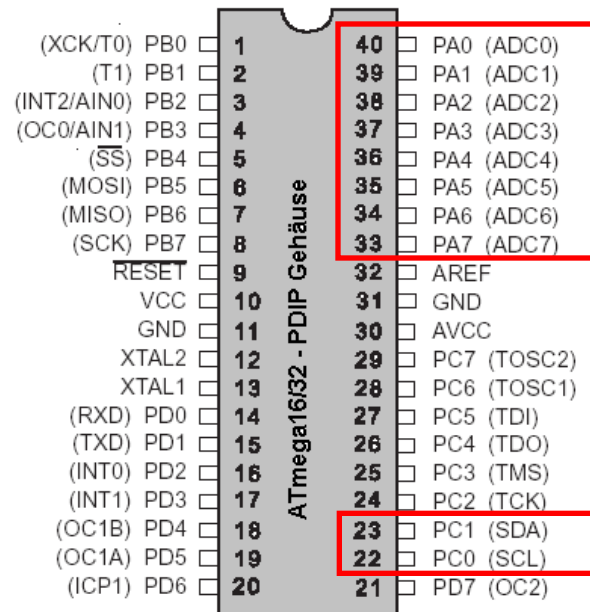 (XCK/T0) PB0 1 40 PA0 (ADC0)
(T1) PB1 2 39 PA1 (ADC1)
(INT2/AIN0) PB2 3 38 PA2 (ADC2)
(OC0/AIN1) PB3 4 37 PA3 (ADC3)
(SS) PB4 5 36 PA4 (ADC4)
(MOSI) PB5 6 35 PA5 (ADC5)
(MISO) PB6 7 34 PA6 (ADC6)
(SCK) PB7 8 33 PA7 (ADC7)
RESET 9 32 AREF
VCC 10 31 GND
GND 11 30 AVCC
XTAL2 12 29 PC7 (TOSC2)
XTAL1 13 28 PC6 (TOSC1)
(RXD) PD0 14 27 PC5 (TDI)
(TXD) PD1 15 26 PC4 (TDO)
(INT0) PD2 16 25 PC3 (TMS)
(INT1) PD3 17 24 PC2 (TCK)
(OC1B) PD4 18 23 PC1 (SDA)
(OC1A) PD5 19 22 PC0 (SCL)
(ICP1) PD6 20 21 PD7 (OC2)
ATmega16/32 - PDIP Gehäuse